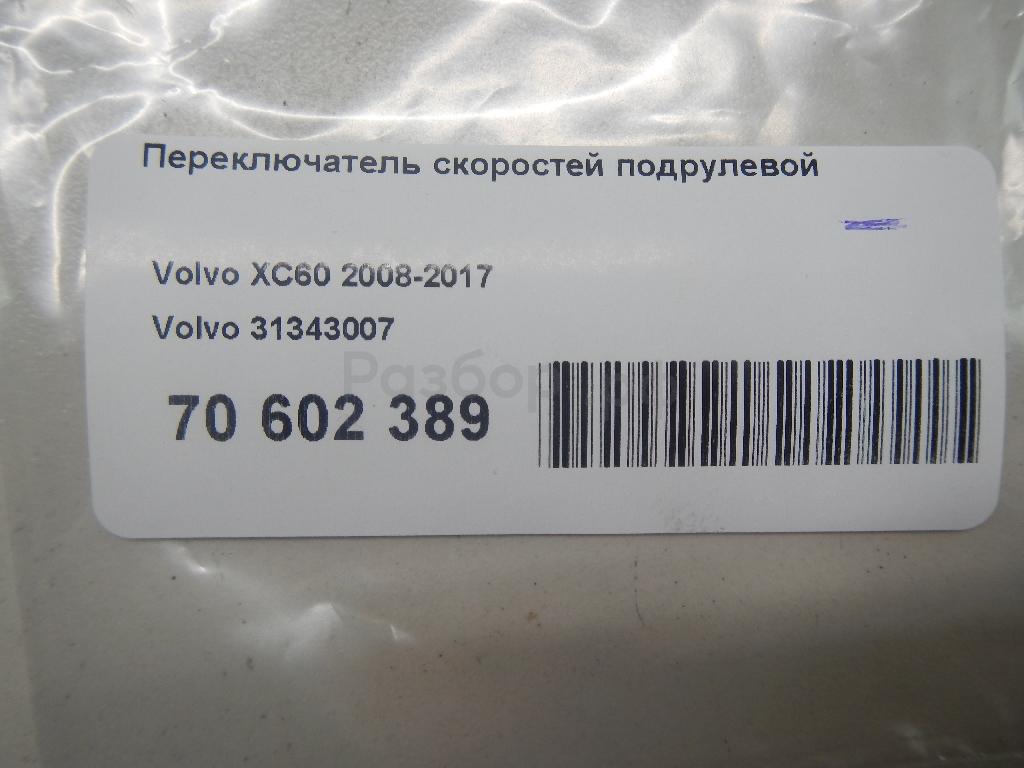 Переключатель скоростей подрулевой
Volvo XC60 2008-2017
Volvo 31343007
70 602 389